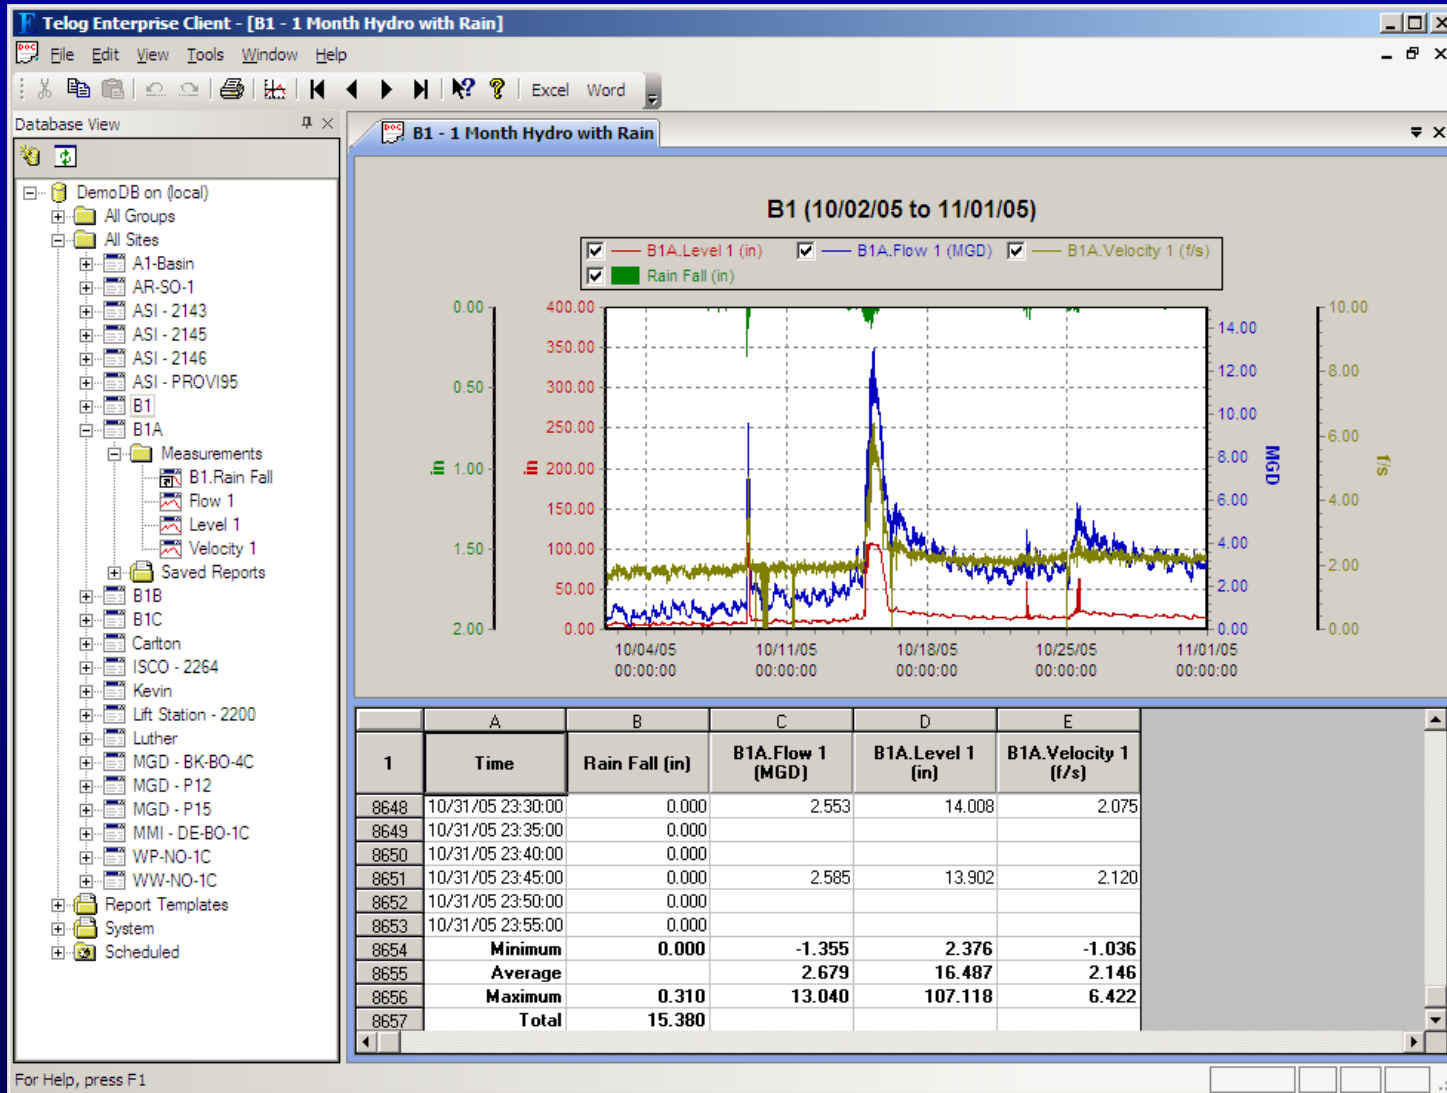 Telog Enterprise Client - [B1 - 1 Month Hydro with Rain]
File Edit View Tools Window Help
Excel Word
Database View
DemoDB on (local)
All Groups
All Sites
A1-Basin
AR-SO-1
ASI - 2143
ASI - 2145
ASI - 2146
ASI - PROVI95
B1
B1A
Measurements
B1.Rain Fall
Flow 1
Level 1
Velocity 1
Saved Reports
B1B
B1C
Carlton
ISCO - 2264
Kevin
Lift Station - 2200
Luther
MGD - BK-BO-4C
MGD - P12
MGD - P15
MMI - DE-BO-1C
WP-NO-1C
WW-NO-1C
Report Templates
System
Scheduled
DOC B1 - 1 Month Hydro with Rain
B1 (10/02/05 to 11/01/05)
B1A.Level 1 (in) B1A.Flow 1 (MGD) B1A.Velocity 1 (f/s)
Rain Fall (in)
0.00
0.50
1.00
1.50
2.00
in
400.00
350.00
300.00
250.00
200.00
150.00
100.00
50.00
0.00
in
14.00
12.00
10.00
8.00
6.00
4.00
2.00
0.00
MGD
10.00
8.00
6.00
4.00
2.00
0.00
f/s
10/04/05 10/11/05 10/18/05 10/25/05 11/01/05
00:00:00 00:00:00 00:00:00 00:00:00 00:00:00
A B C D E
1 Time Rain Fall (in) B1A.Flow 1 (MGD) B1A.Level 1 (in) B1A.Velocity 1 (f/s)
8648 10/31/05 23:30:00 0.000 2.553 14.008 2.075
8649 10/31/05 23:35:00 0.000
8650 10/31/05 23:40:00 0.000
8651 10/31/05 23:45:00 0.000 2.585 13.902 2.120
8652 10/31/05 23:50:00 0.000
8653 10/31/05 23:55:00 0.000
8654 Minimum 0.000 -1.355 2.376 -1.036
8655 Average 2.679 16.487 2.146
8656 Maximum 0.310 13.040 107.118 6.422
8657 Total 15.380
For Help, press F1